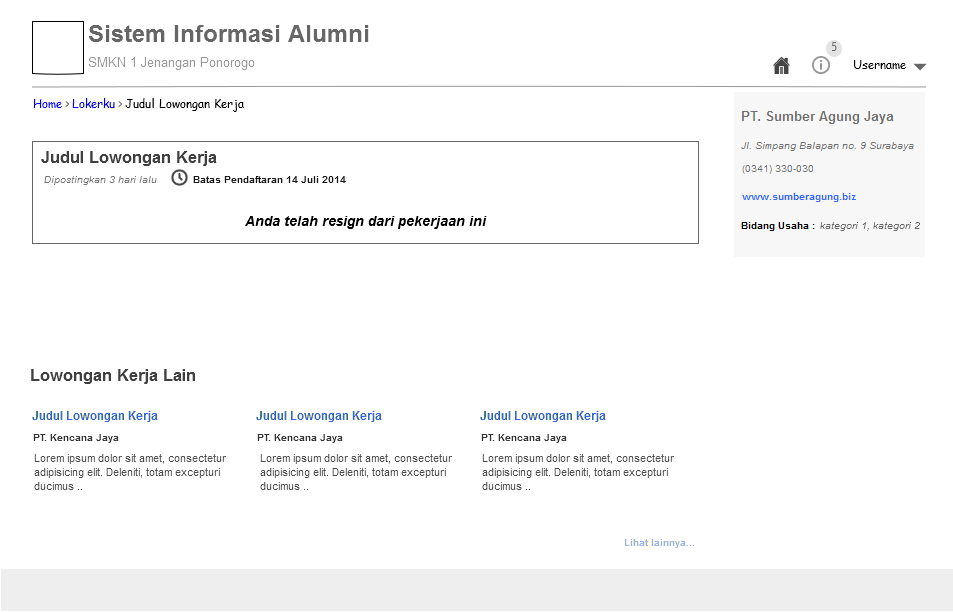 Sistem Informasi Alumni
SMKN 1 Jenangan Ponorogo
5
Username
Home > Lokerku > Judul Lowongan Kerja
Judul Lowongan Kerja
Dipostingkan 3 hari lalu Batas Pendaftaran 14 Juli 2014
Anda telah resign dari pekerjaan ini
PT. Sumber Agung Jaya
Jl. Simpang Balapan no. 9 Surabaya
(0341) 330-030
www.sumberagung.biz
Bidang Usaha : kategori 1, kategori 2
Lowongan Kerja Lain
Judul Lowongan Kerja
PT. Kencana Jaya
Lorem ipsum dolor sit amet, consectetur
adipisicing elit. Deleniti, totam excepturi
ducimus ..
Judul Lowongan Kerja
PT. Kencana Jaya
Lorem ipsum dolor sit amet, consectetur
adipisicing elit. Deleniti, totam excepturi
ducimus ..
Judul Lowongan Kerja
PT. Kencana Jaya
Lorem ipsum dolor sit amet, consectetur
adipisicing elit. Deleniti, totam excepturi
ducimus ..
Lihat lainnya...